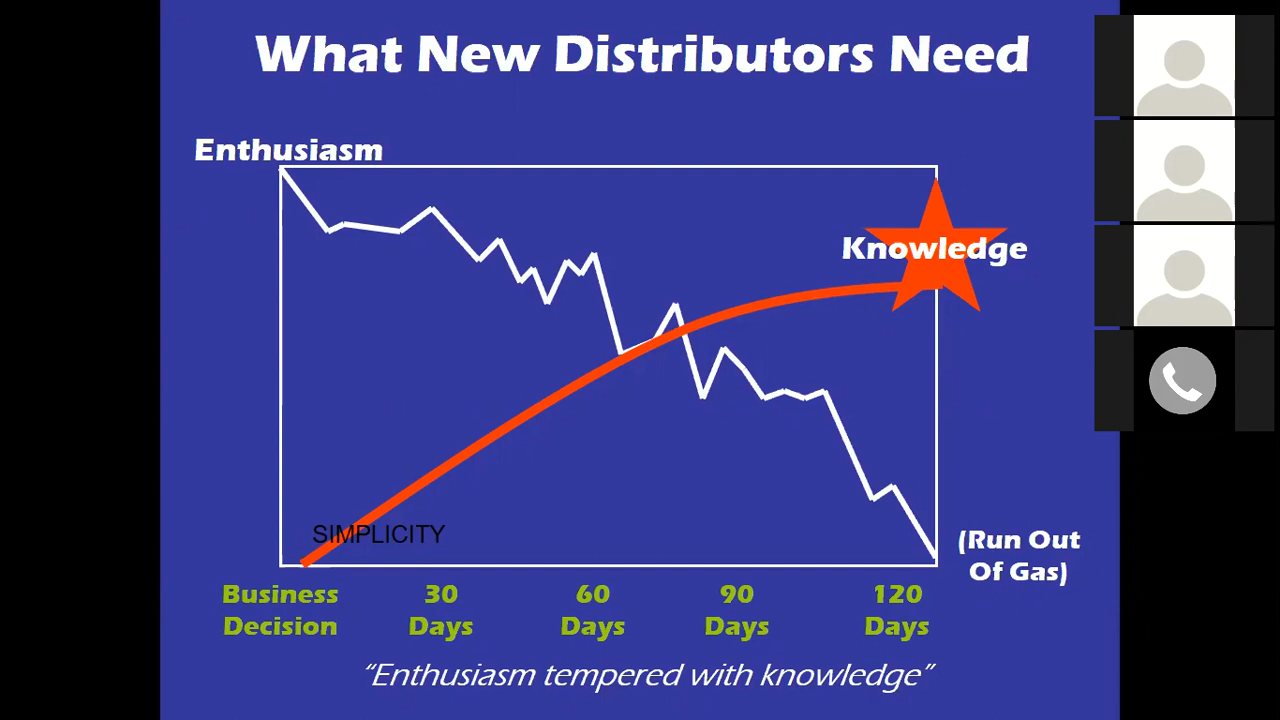 What New Distributors Need
Enthusiasm
Knowledge
SIMPLICITY
(Run Out
Of Gas)
Business
Decision
30
Days
60
Days
90
Days
120
Days
“Enthusiasm tempered with knowledge”